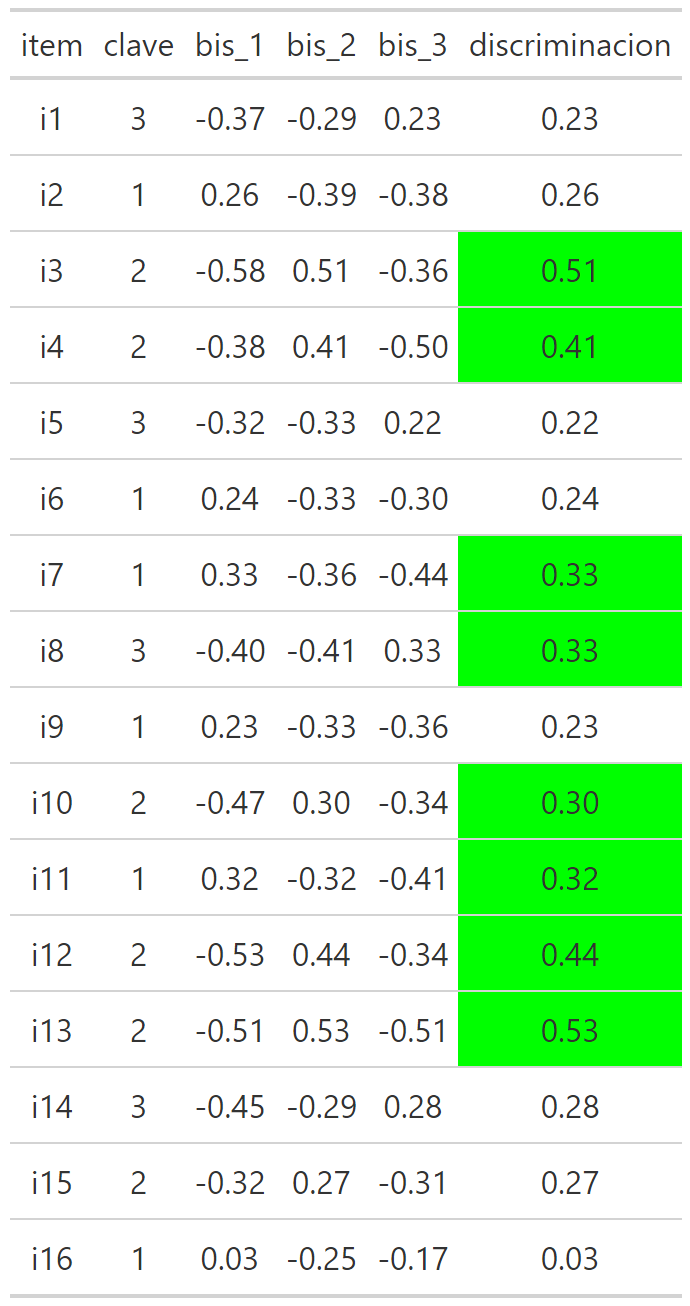 item clave bis_1 bis_2 bis_3 discriminacion
i1 3 -0.37 -0.29 0.23 0.23
i2 1 0.26 -0.39 -0.38 0.26
i3 2 -0.58 0.51 -0.36 0.51
i4 2 -0.38 0.41 -0.50 0.41
i5 3 -0.32 -0.33 0.22 0.22
i6 1 0.24 -0.33 -0.30 0.24
i7 1 0.33 -0.36 -0.44 0.33
i8 3 -0.40 -0.41 0.33 0.33
i9 1 0.23 -0.33 -0.36 0.23
i10 2 -0.47 0.30 -0.34 0.30
i11 1 0.32 -0.32 -0.41 0.32
i12 2 -0.53 0.44 -0.34 0.44
i13 2 -0.51 0.53 -0.51 0.53
i14 3 -0.45 -0.29 0.28 0.28
i15 2 -0.32 0.27 -0.31 0.27
i16 1 0.03 -0.25 -0.17 0.03